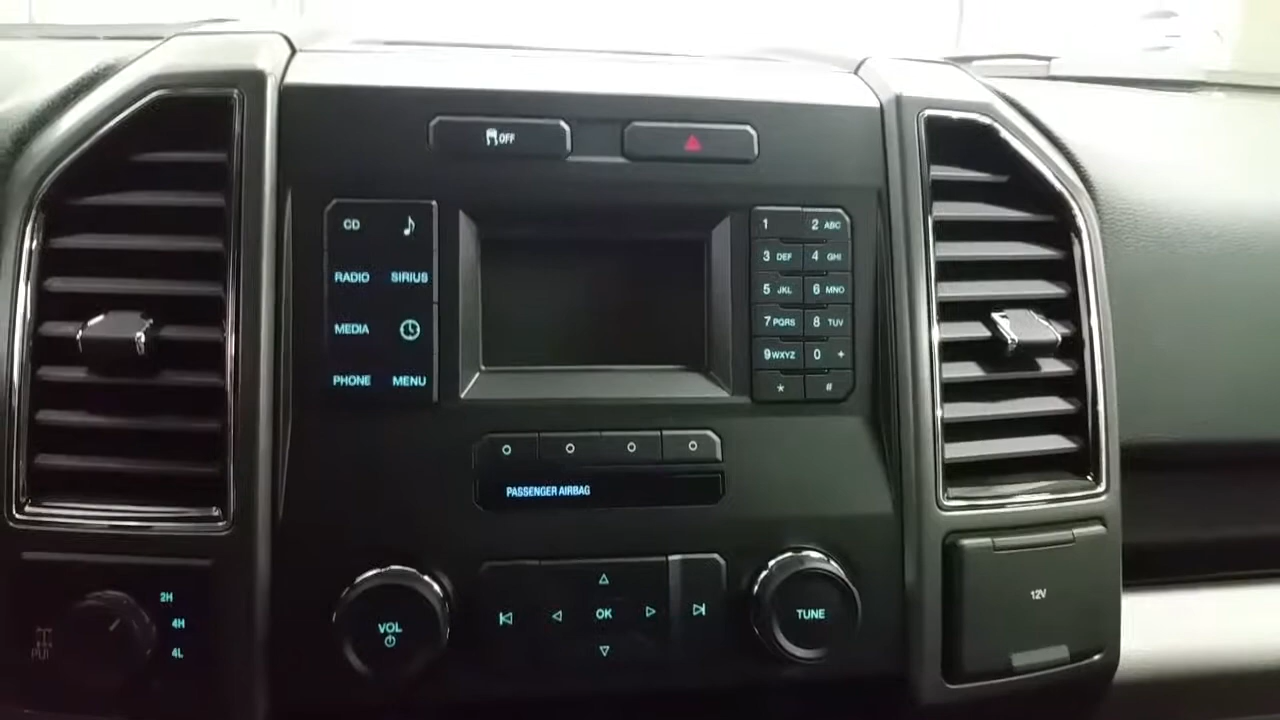 OFF
CD
RADIO SIRIUS
MEDIA
PHONE MENU
1 2 ABC
3 DEF 4 GHI
5 JKL 6 MNO
7 PQRS 8 TUV
9 WXYZ 0 +
* #
PASSENGER AIRBAG
2H
4H
4L
VOL
OK
TUNE
12V